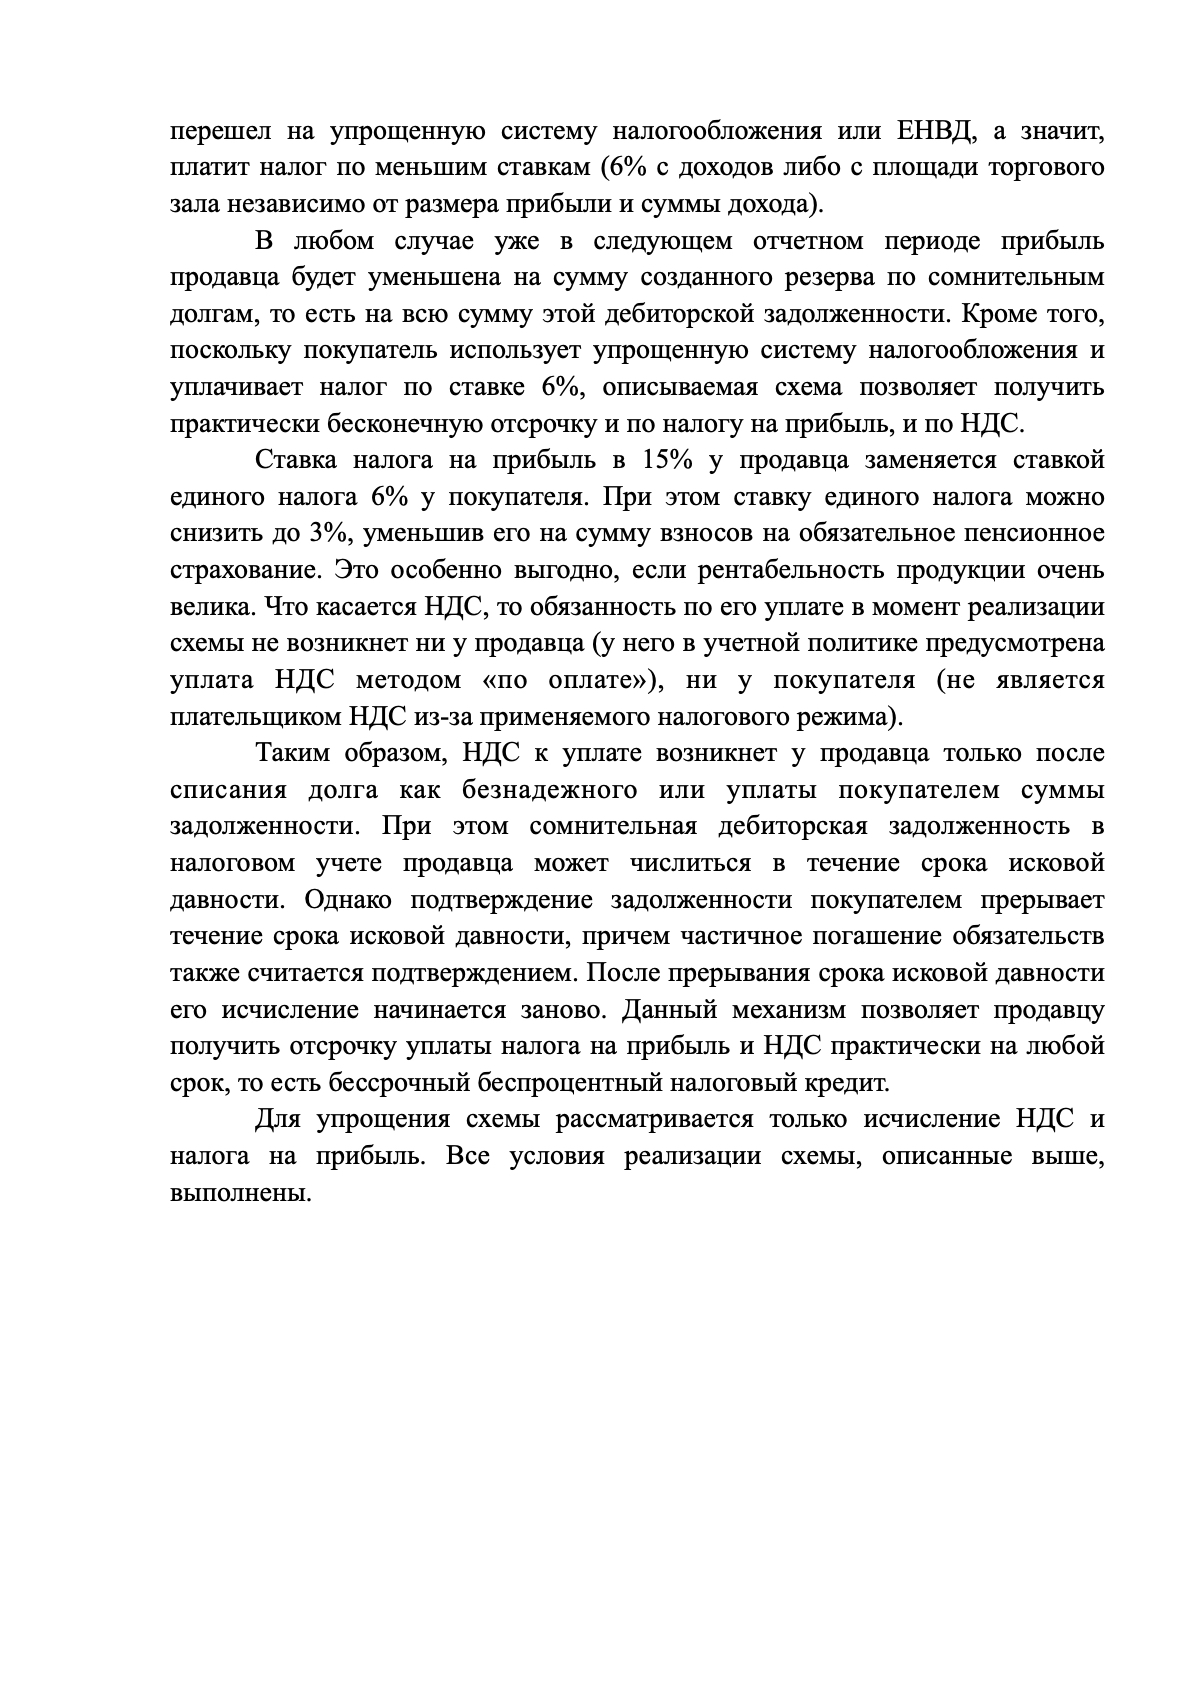 перешел на упрощенную систему налогообложения или ЕНВД, а значит,
платит налог по меньшим ставкам (6% с доходов либо с площади торгового
зала независимо от размера прибыли и суммы дохода).
В любом случае уже в следующем отчетном периоде прибыль
продавца будет уменьшена на сумму созданного резерва по сомнительным
долгам, то есть на всю сумму этой дебиторской задолженности. Кроме того,
поскольку покупатель использует упрощенную систему налогообложения и
уплачивает налог по ставке 6%, описываемая схема позволяет получить
практически бесконечную отсрочку и по налогу на прибыль, и по НДС.
Ставка налога на прибыль в 15% у продавца заменяется ставкой
единого налога 6% у покупателя. При этом ставку единого налога можно
снизить до 3%, уменьшив его на сумму взносов на обязательное пенсионное
страхование. Это особенно выгодно, если рентабельность продукции очень
велика. Что касается НДС, то обязанность по его уплате в момент реализации
схемы не возникнет ни у продавца (у него в учетной политике предусмотрена
уплата НДС методом «по оплате»), ни у покупателя (не является
плательщиком НДС из-за применяемого налогового режима).
Таким образом, НДС к уплате возникнет у продавца только после
списания долга как безнадежного или уплаты покупателем суммы
задолженности. При этом сомнительная дебиторская задолженность в
налоговом учете продавца может числиться в течение срока исковой
давности. Однако подтверждение задолженности покупателем прерывает
течение срока исковой давности, причем частичное погашение обязательств
также считается подтверждением. После прерывания срока исковой давности
его исчисление начинается заново. Данный механизм позволяет продавцу
получить отсрочку уплаты налога на прибыль и НДС практически на любой
срок, то есть бессрочный беспроцентный налоговый кредит.
Для упрощения схемы рассматривается только исчисление НДС и
налога на прибыль. Все условия реализации схемы, описанные выше,
выполнены.